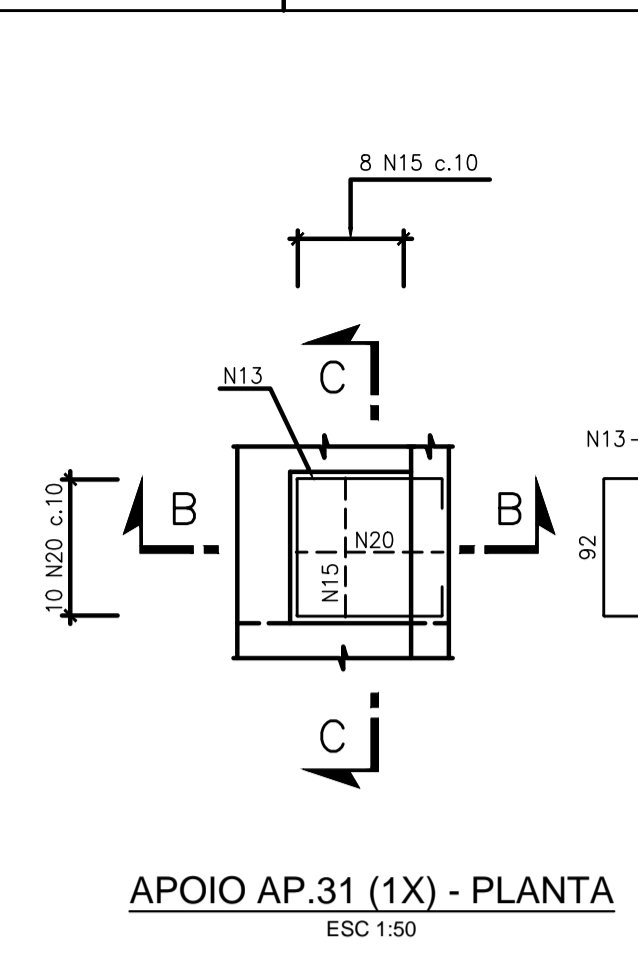 8 N15 c.10
C
N13
N13-
10 N20 c.10
B
B
N20
N15
92
C
APOIO AP.31 (1X) - PLANTA
ESC 1:50